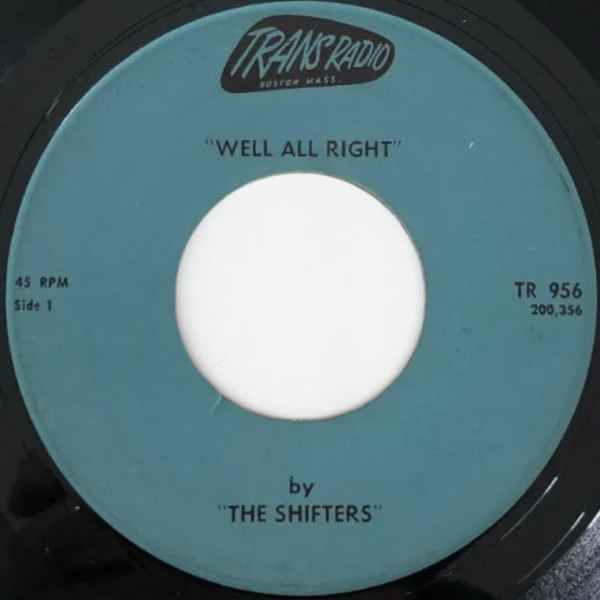 TRANS RADIO
BOSTON MASS.
"WELL ALL RIGHT"
45 RPM
Side 1
TR 956
200,356
by
"THE SHIFTERS"